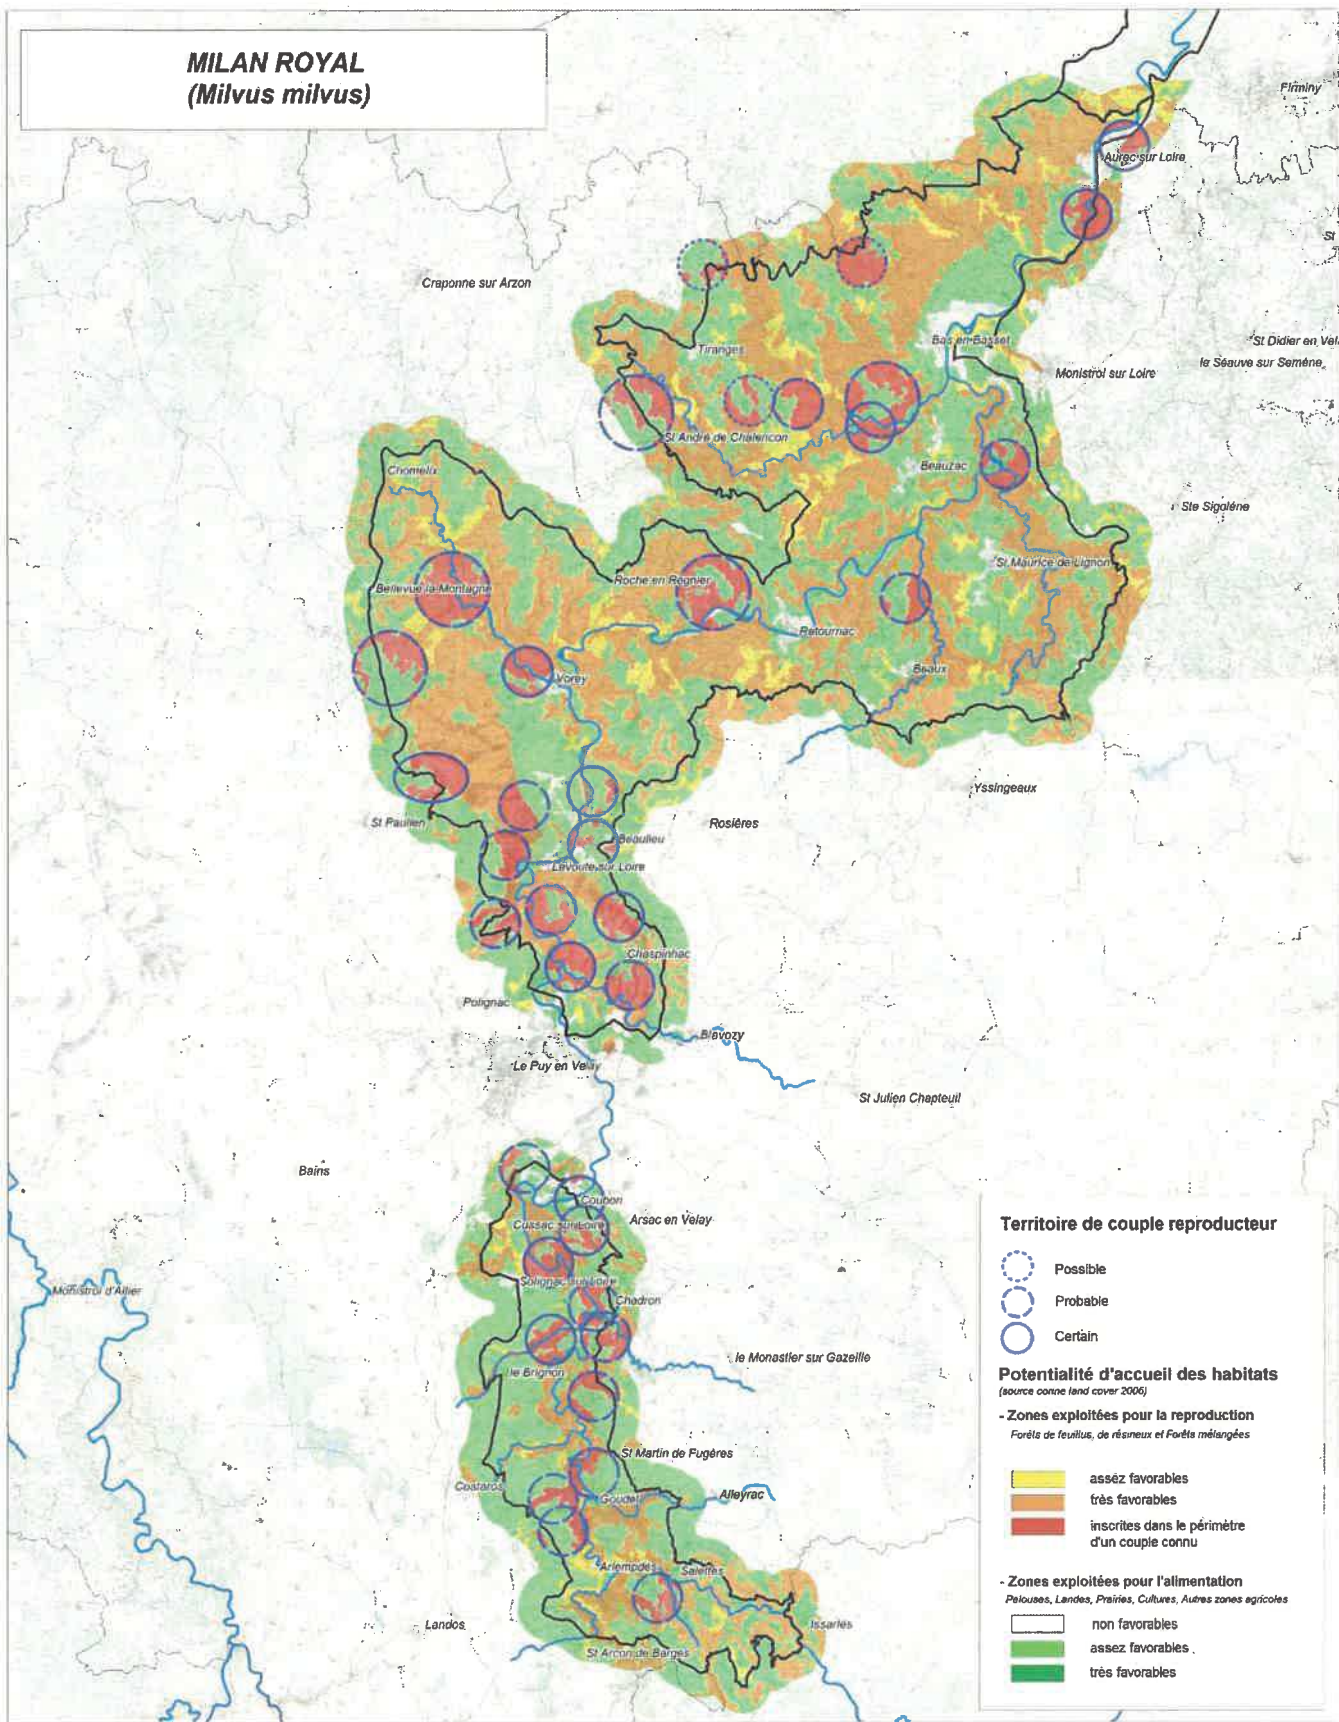 MILAN ROYAL
(Milvus milvus)
Firminy
Aurec sur Loire
St
Craponne sur Arzon
Tiranges
Bas en Basset
St Didier en Vel
la Séauve sur Semène
Monistrol sur Loire
St André de Chalencon
Beauzac
Chomelix
Ste Sigolène
St Maurice de Lignon
Roche en Régnier
Bellevue la Montagne
Retournac
Beaux
Vorey
Yssingeaux
St Paulien
Rosières
Beaulieu
Lavoute sur Loire
Chaspinhac
Polignac
Blavozy
Le Puy en Velay
St Julien Chapteuil
Bains
Coubon
Arsac en Velay
Cussac sur Loire
Solignac sur Loire
Monistrol d'Allier
Chadron
le Monastier sur Gazeille
le Brignon
St Martin de Fugères
Costaros
Goudet
Alleyrac
Arlempdes
Salettes
Landos
Issarlès
St Arcon de Barges
Territoire de couple reproducteur
Possible
Probable
Certain
Potentialité d'accueil des habitats
(source corine land cover 2006)
- Zones exploitées pour la reproduction
Forêts de feuillus, de résineux et Forêts mélangées
assez favorables
très favorables
inscrites dans le périmètre
d'un couple connu
- Zones exploitées pour l'alimentation
Pelouses, Landes, Prairies, Cultures, Autres zones agricoles
non favorables
assez favorables
très favorables